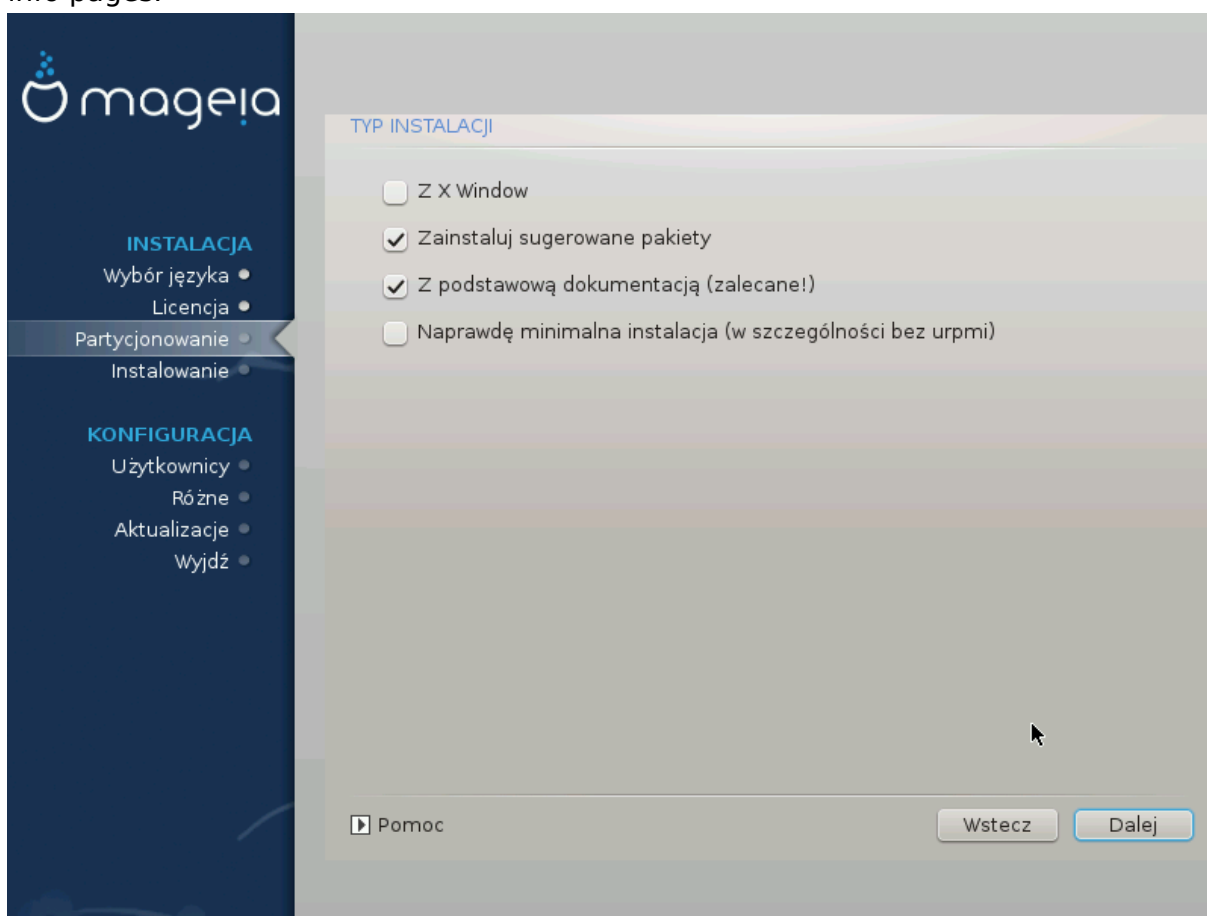 info pages.
mageia
TYP INSTALACJI
Z X Window
Zainstaluj sugerowane pakiety
Z podstawową dokumentacją (zalecane!)
Naprawdę minimalna instalacja (w szczególności bez urpmi)
INSTALACJA
Wybór języka
Licencja
Partycjonowanie
Instalowanie
KONFIGURACJA
Użytkownicy
Różne
Aktualizacje
Wyjdź
Pomoc
Wstecz
Dalej